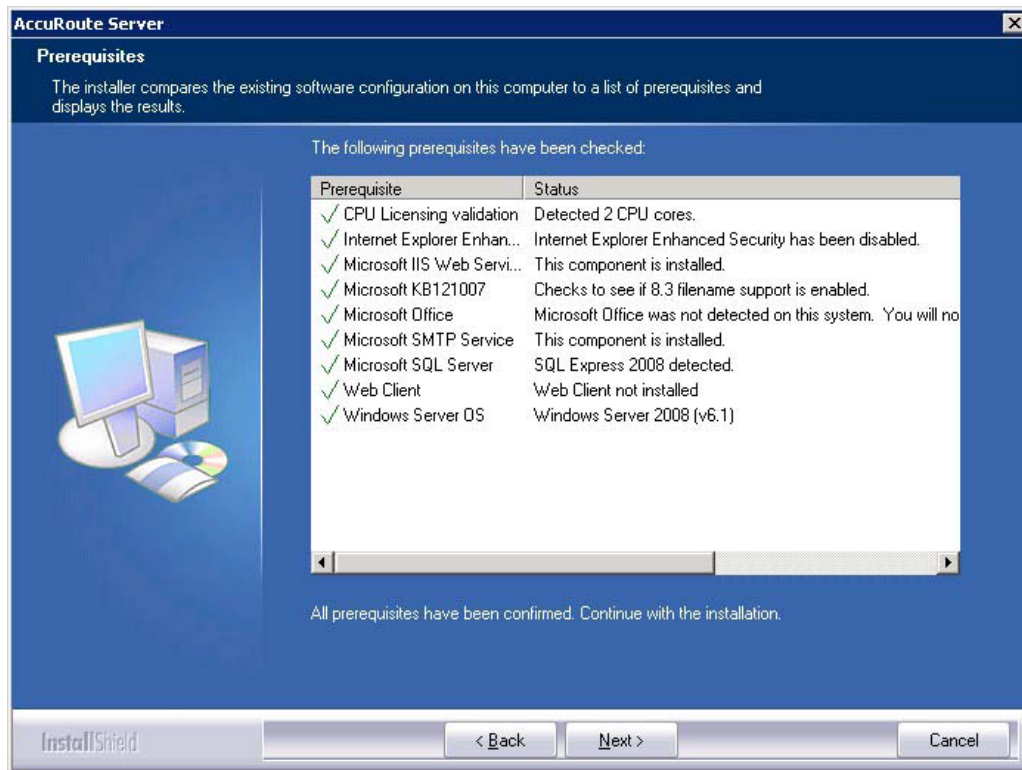 AccuRoute Server
Prerequisites
The installer compares the existing software configuration on this computer to a list of prerequisites and
displays the results.
The following prerequisites have been checked:
Prerequisite Status
CPU Licensing validation Detected 2 CPU cores.
Internet Explorer Enhan... Internet Explorer Enhanced Security has been disabled.
Microsoft IIS Web Servi... This component is installed.
Microsoft KB121007 Checks to see if 8.3 filename support is enabled.
Microsoft Office Microsoft Office was not detected on this system. You will no
Microsoft SMTP Service This component is installed.
Microsoft SQL Server SQL Express 2008 detected.
Web Client Web Client not installed
Windows Server OS Windows Server 2008 (v6.1)
All prerequisites have been confirmed. Continue with the installation.
InstallShield < Back Next > Cancel